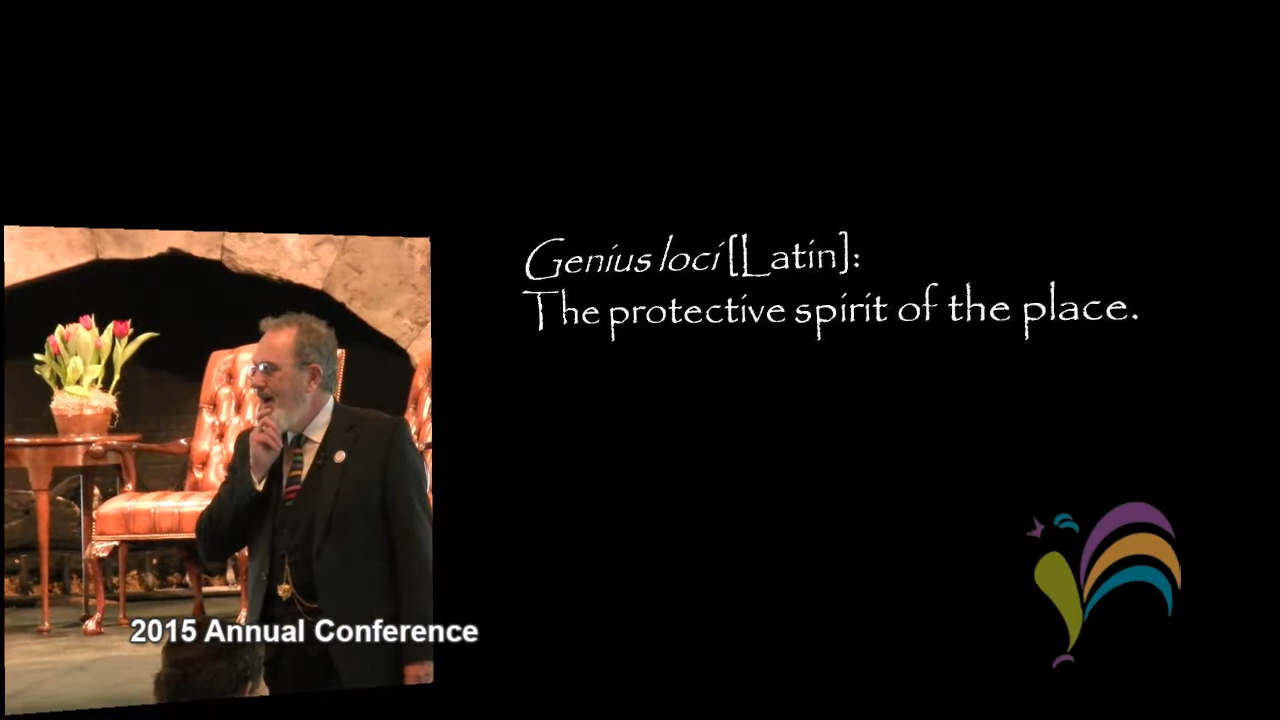 Genius loci [Latin]:
The protective spirit of the place.
2015 Annual Conference